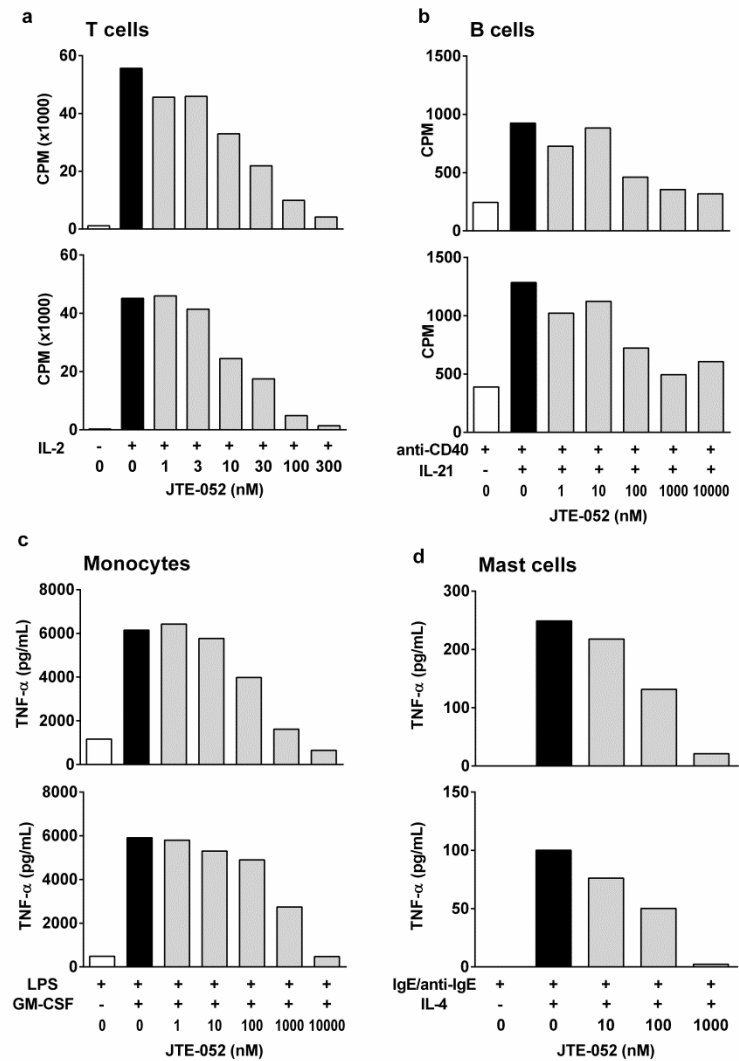 a
T cells
60
40
20
0
CPM (x1000)
60
40
20
0
CPM (x1000)
IL-2 - + + + + + + +
0 0 1 3 10 30 100 300
JTE-052 (nM)
b
B cells
1500
1000
500
0
CPM
1500
1000
500
0
CPM
anti-CD40 + + + + + + +
IL-21 - + + + + + +
0 0 1 10 100 1000 10000
JTE-052 (nM)
c
Monocytes
8000
6000
4000
2000
0
TNF-α (pg/mL)
8000
6000
4000
2000
0
TNF-α (pg/mL)
LPS + + + + + + +
GM-CSF - + + + + + +
0 0 1 10 100 1000 10000
JTE-052 (nM)
d
Mast cells
300
200
100
0
TNF-α (pg/mL)
150
100
50
0
TNF-α (pg/mL)
IgE/anti-IgE + + + + +
IL-4 - + + + +
0 0 10 100 1000
JTE-052 (nM)